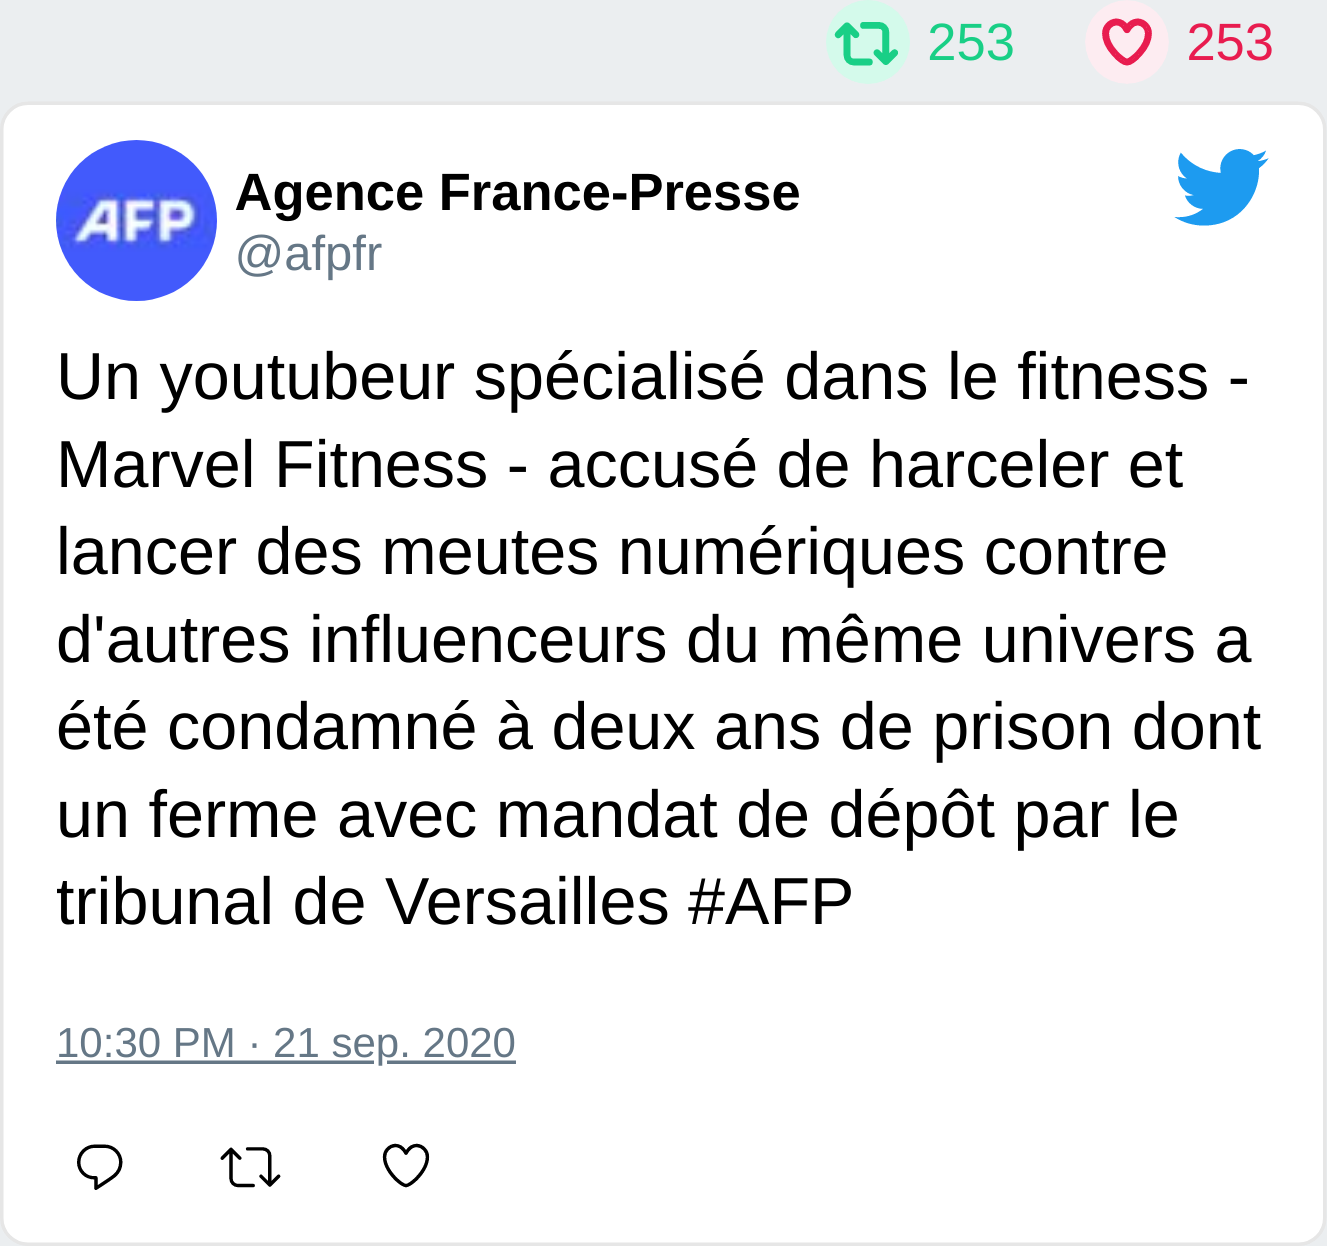 253 253
AFP
Agence France-Presse
@afpfr
Un youtubeur spécialisé dans le fitness -
Marvel Fitness - accusé de harceler et
lancer des meutes numériques contre
d'autres influenceurs du même univers a
été condamné à deux ans de prison dont
un ferme avec mandat de dépôt par le
tribunal de Versailles #AFP
10:30 PM · 21 sep. 2020